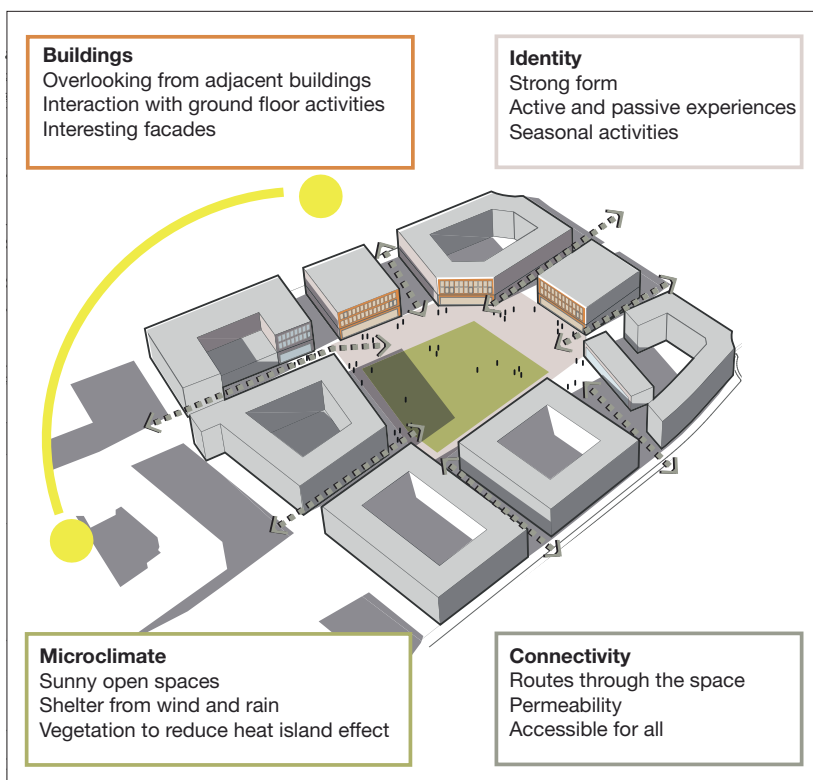 Buildings
Overlooking from adjacent buildings
Interaction with ground floor activities
Interesting facades
Identity
Strong form
Active and passive experiences
Seasonal activities
Microclimate
Sunny open spaces
Shelter from wind and rain
Vegetation to reduce heat island effect
Connectivity
Routes through the space
Permeability
Accessible for all